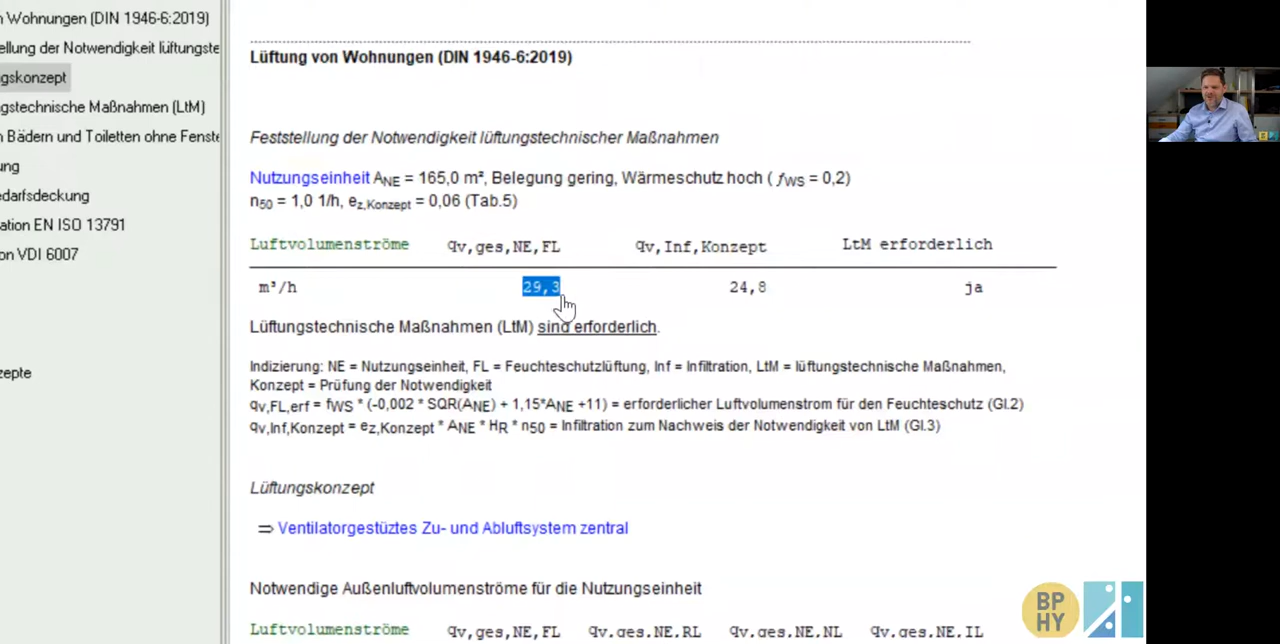 n Wohnungen (DIN 1946-6:2019)
ellung der Notwendigkeit lüftungste
gskonzept
gstechnische Maßnahmen (LtM)
n Bädern und Toiletten ohne Fenste
ung
edarfsdeckung
ation EN ISO 13791
on VDI 6007
zepte
Lüftung von Wohnungen (DIN 1946-6:2019)
Feststellung der Notwendigkeit lüftungstechnischer Maßnahmen
Nutzungseinheit ANE = 165,0 m², Belegung gering, Wärmeschutz hoch ( fWS = 0,2)
n50 = 1,0 1/h, ez,Konzept = 0,06 (Tab.5)
Luftvolumenströme qv,ges,NE,FL qv,Inf,Konzept LtM erforderlich
m³/h 29,3 24,8 ja
Lüftungstechnische Maßnahmen (LtM) sind erforderlich.
Indizierung: NE = Nutzungseinheit, FL = Feuchteschutzlüftung, Inf = Infiltration, LtM = lüftungstechnische Maßnahmen,
Konzept = Prüfung der Notwendigkeit
qv,FL,erf = fWS * (-0,002 * SQR(ANE) + 1,15*ANE +11) = erforderlicher Luftvolumenstrom für den Feuchteschutz (Gl.2)
qv,Inf,Konzept = ez,Konzept * ANE * HR * n50 = Infiltration zum Nachweis der Notwendigkeit von LtM (Gl.3)
Lüftungskonzept
⇒ Ventilatorgestüztes Zu- und Abluftsystem zentral
Notwendige Außenluftvolumenströme für die Nutzungseinheit
Luftvolumenströme qv,ges,NE,FL qv,ges,NE,RL qv,ges,NE,NL qv,ges,NE,IL
BP
HY